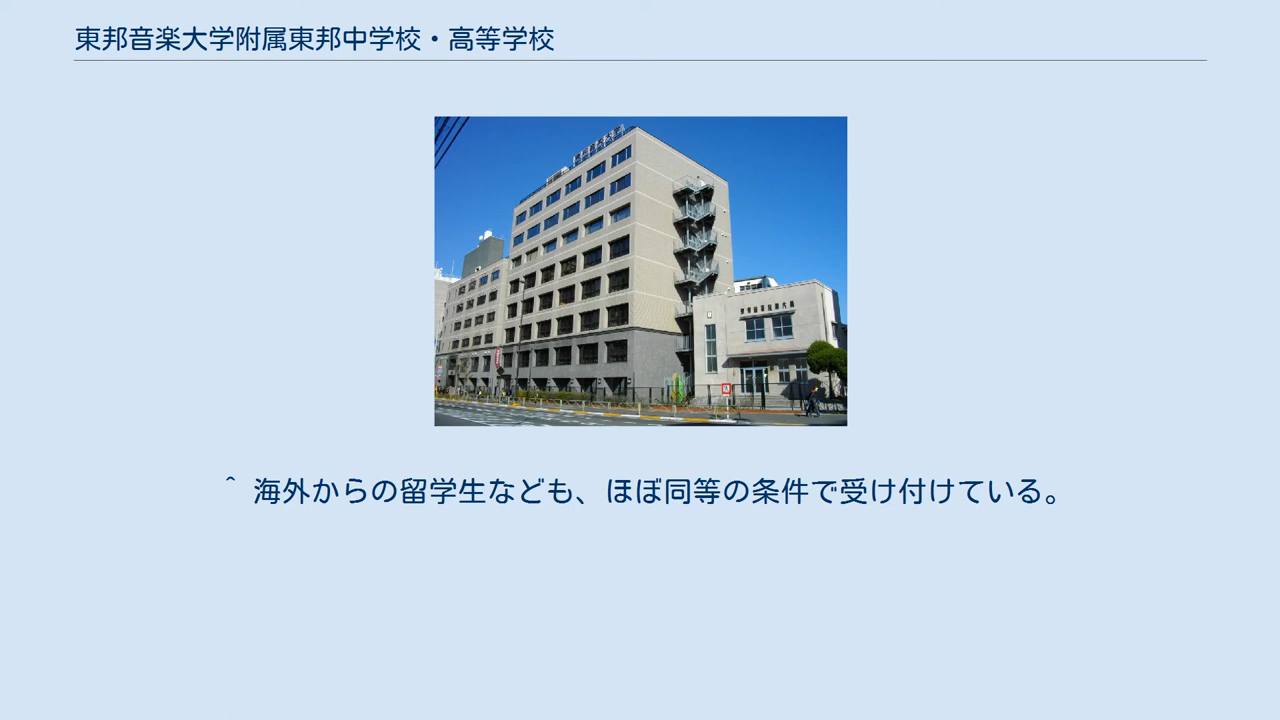 東邦音楽大学附属東邦中学校・高等学校
^ 海外からの留学生なども、ほぼ同等の条件で受け付けている。